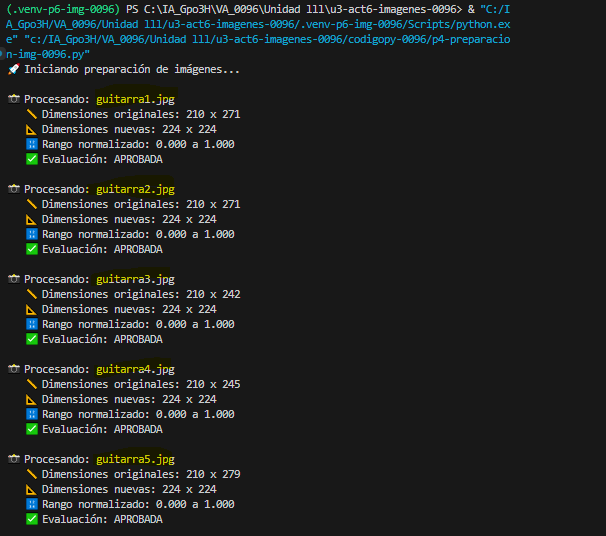 (.venv-p6-img-0096) PS C:\IA_Gpo3H\VA_0096\Unidad lll\u3-act6-imagenes-0096> & "C:/I
A_Gpo3H/VA_0096/Unidad lll/u3-act6-imagenes-0096/.venv-p6-img-0096/Scripts/python.ex
e" "c:/IA_Gpo3H/VA_0096/Unidad lll/u3-act6-imagenes-0096/codigopy-0096/p4-preparacio
n-img-0096.py"
🚀 Iniciando preparación de imágenes...
📷 Procesando: guitarra1.jpg
📏 Dimensiones originales: 210 x 271
📐 Dimensiones nuevas: 224 x 224
🔢 Rango normalizado: 0.000 a 1.000
✅ Evaluación: APROBADA
📷 Procesando: guitarra2.jpg
📏 Dimensiones originales: 210 x 271
📐 Dimensiones nuevas: 224 x 224
🔢 Rango normalizado: 0.000 a 1.000
✅ Evaluación: APROBADA
📷 Procesando: guitarra3.jpg
📏 Dimensiones originales: 210 x 242
📐 Dimensiones nuevas: 224 x 224
🔢 Rango normalizado: 0.000 a 1.000
✅ Evaluación: APROBADA
📷 Procesando: guitarra4.jpg
📏 Dimensiones originales: 210 x 245
📐 Dimensiones nuevas: 224 x 224
🔢 Rango normalizado: 0.000 a 1.000
✅ Evaluación: APROBADA
📷 Procesando: guitarra5.jpg
📏 Dimensiones originales: 210 x 279
📐 Dimensiones nuevas: 224 x 224
🔢 Rango normalizado: 0.000 a 1.000
✅ Evaluación: APROBADA